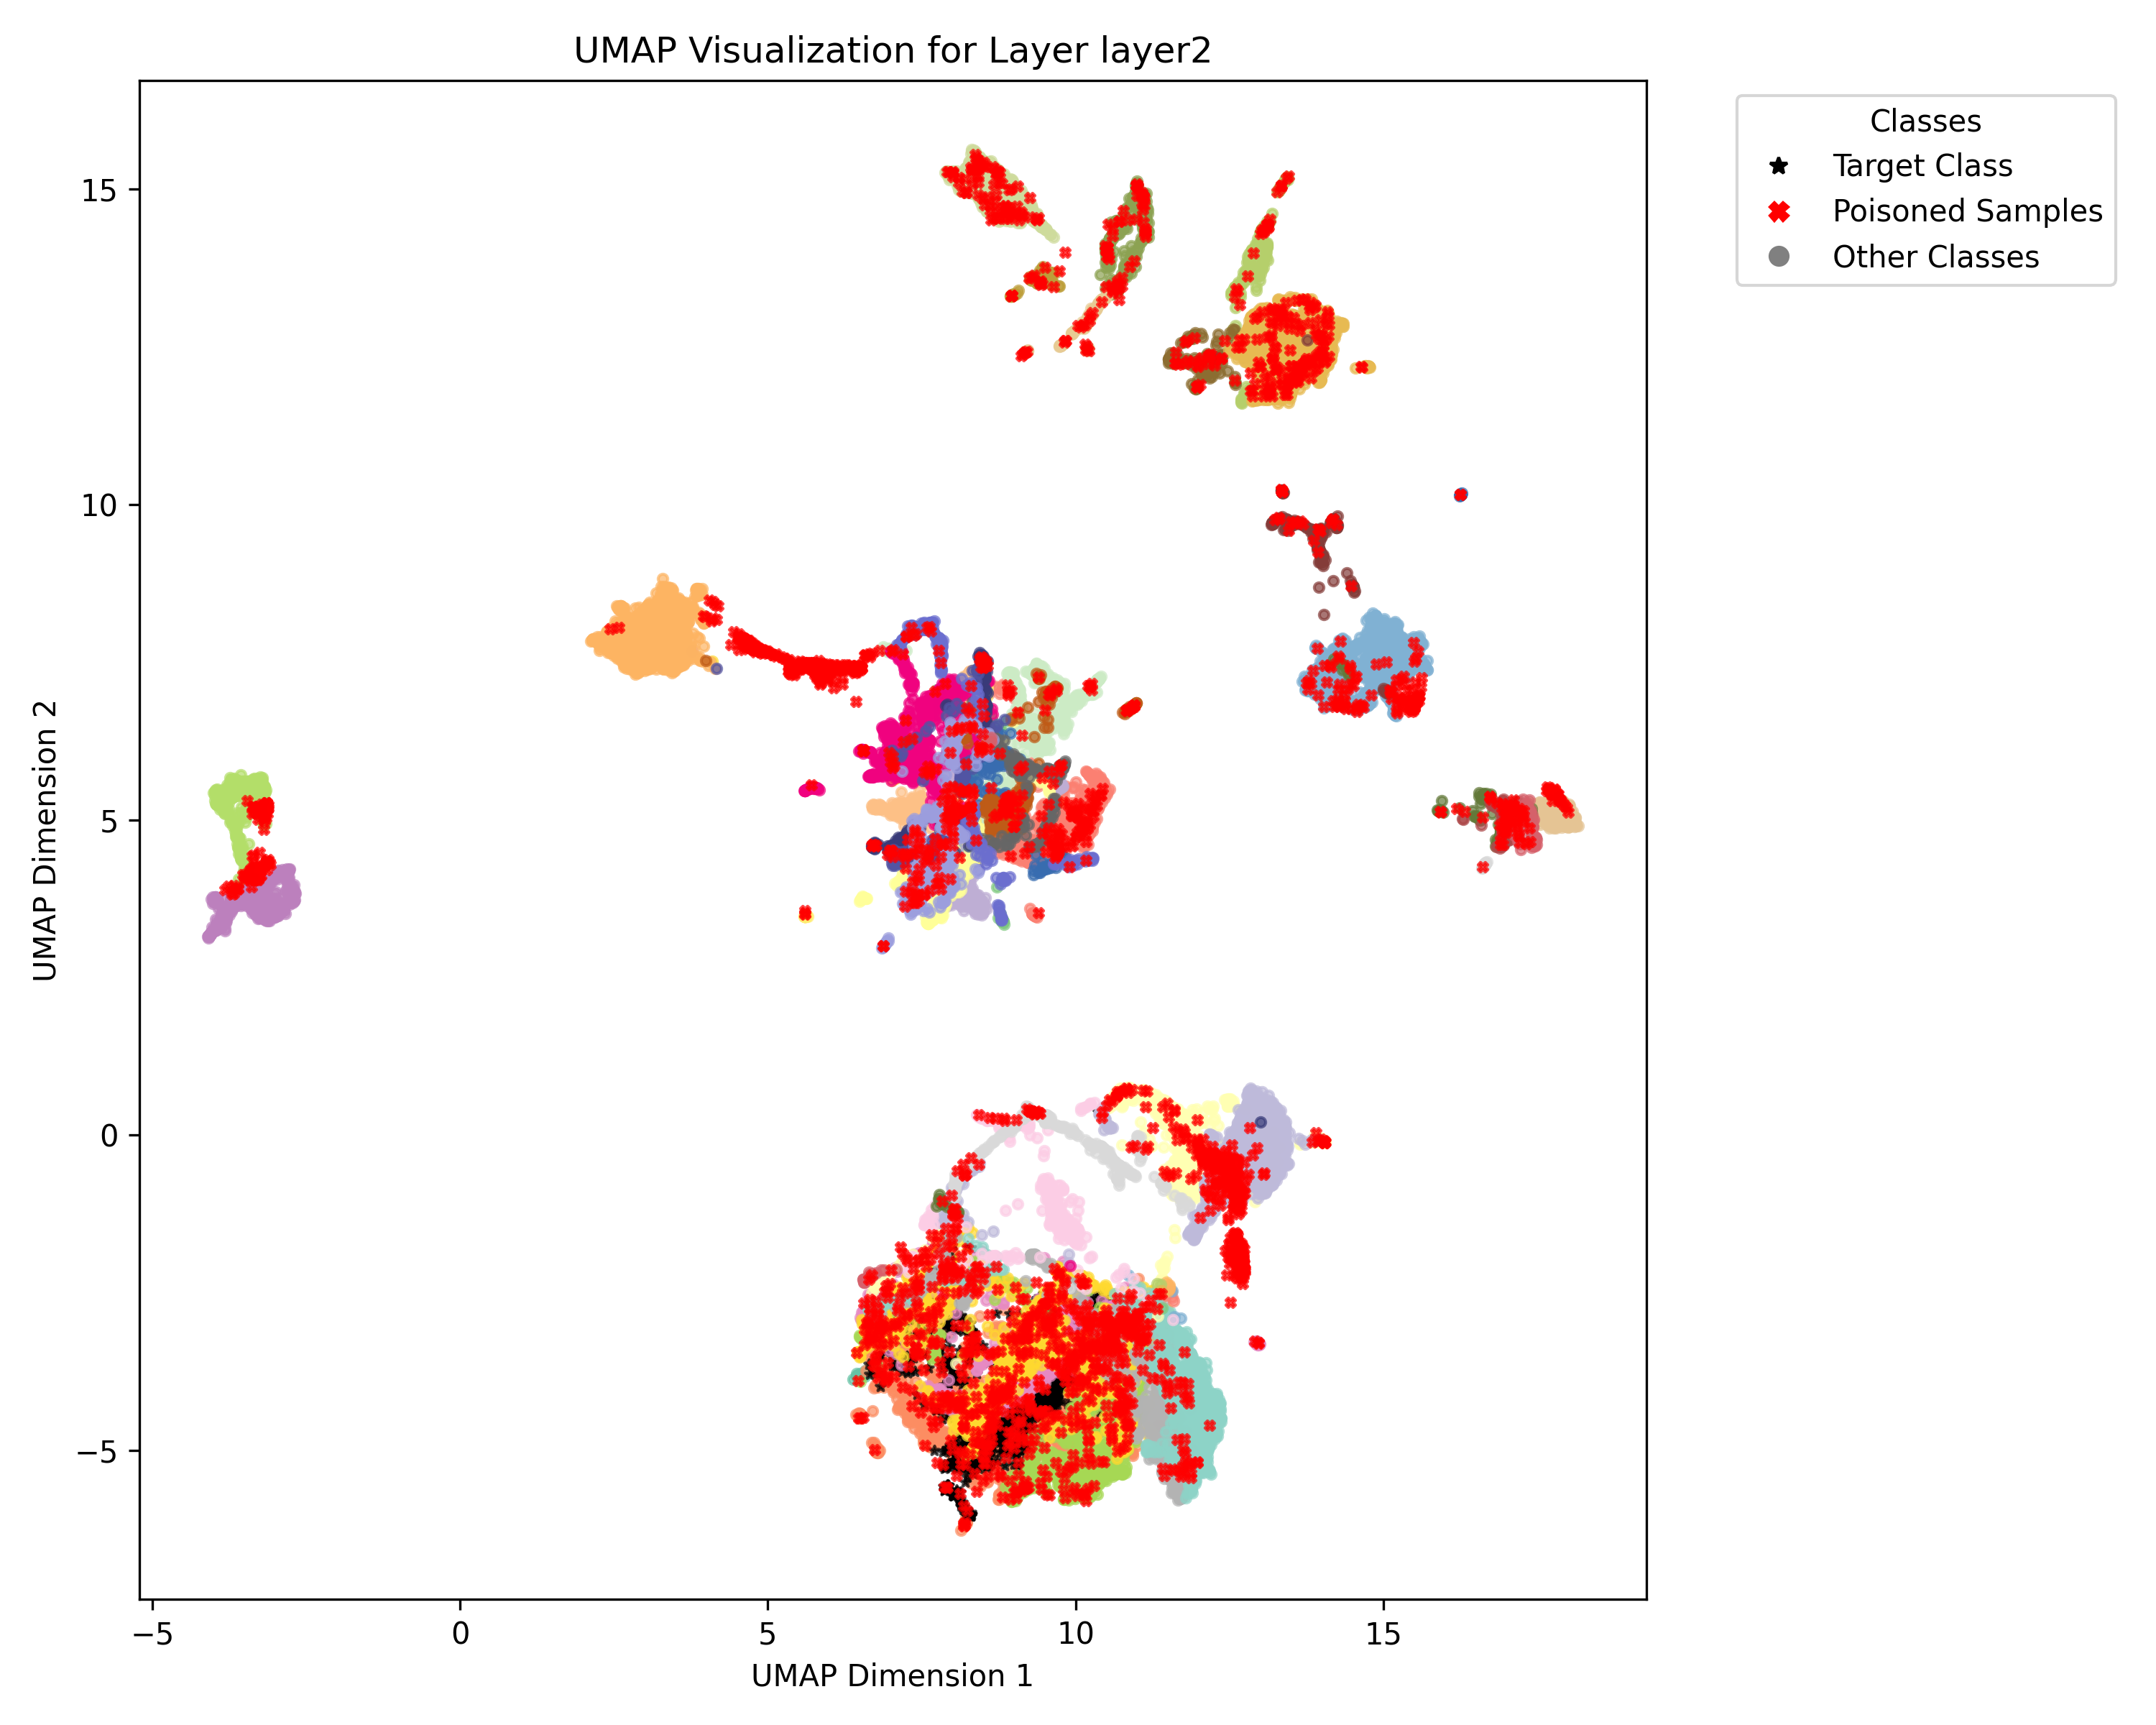 UMAP Visualization for Layer layer2
Classes
Target Class
Poisoned Samples
Other Classes
UMAP Dimension 2
15
10
5
0
−5
−5
0
5
10
15
UMAP Dimension 1